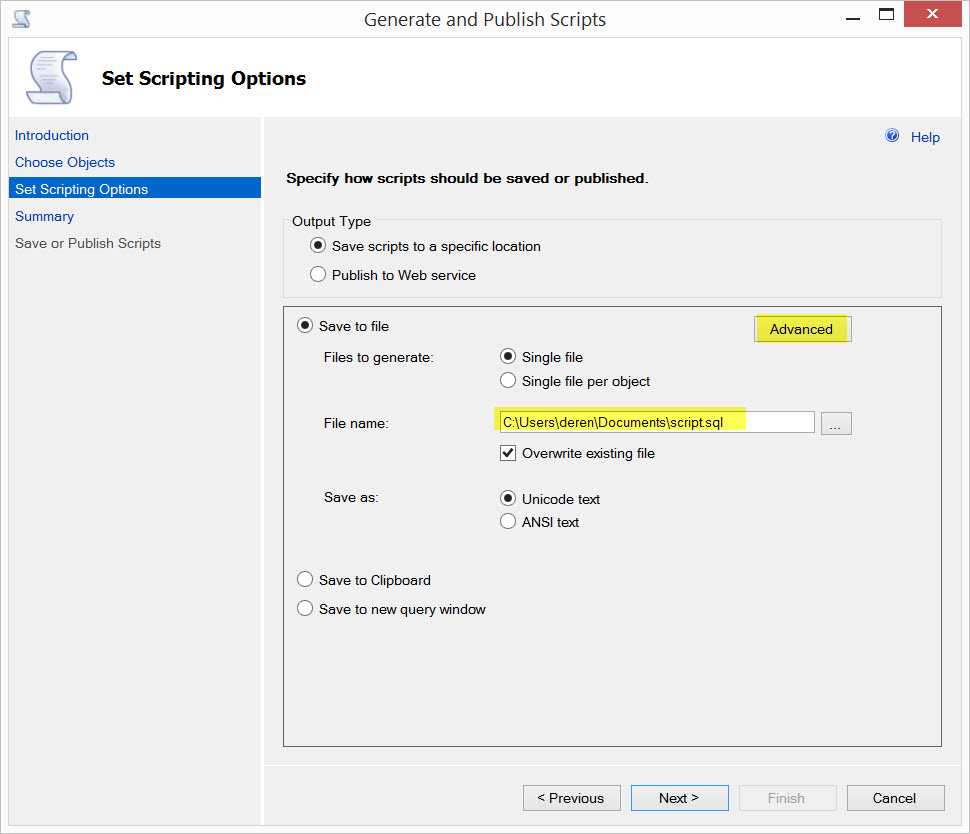 Generate and Publish Scripts
Set Scripting Options
Introduction
Choose Objects
Set Scripting Options
Summary
Save or Publish Scripts
Help
Specify how scripts should be saved or published.
Output Type
Save scripts to a specific location
Publish to Web service
Save to file
Advanced
Files to generate:
Single file
Single file per object
File name:
C:\Users\deren\Documents\script.sql
...
Overwrite existing file
Save as:
Unicode text
ANSI text
Save to Clipboard
Save to new query window
< Previous
Next >
Finish
Cancel